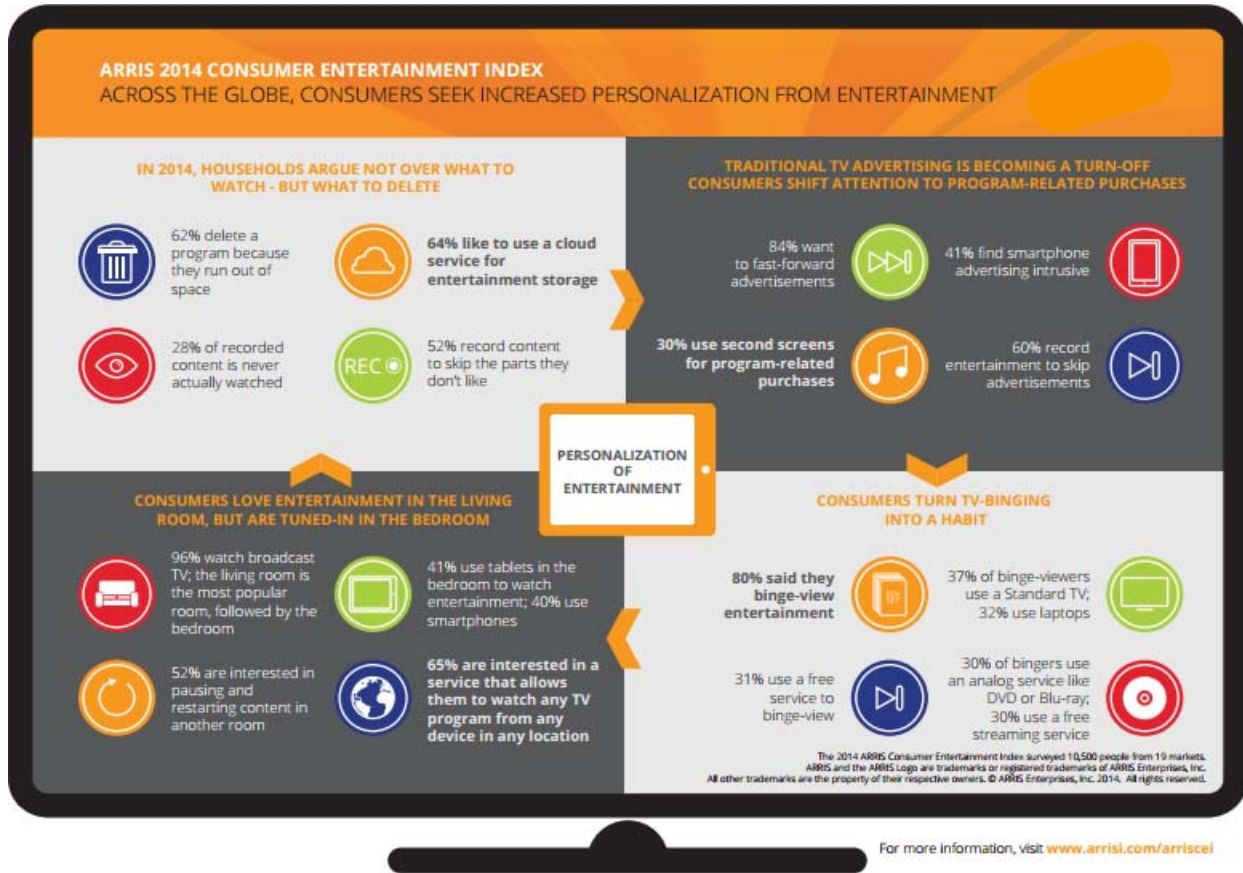 ARRIS 2014 CONSUMER ENTERTAINMENT INDEX
ACROSS THE GLOBE, CONSUMERS SEEK INCREASED PERSONALIZATION FROM ENTERTAINMENT
IN 2014, HOUSEHOLDS ARGUE NOT OVER WHAT TO
WATCH - BUT WHAT TO DELETE
62% delete a
program because
they run out of
space
64% like to use a cloud
service for
entertainment storage
28% of recorded
content is never
actually watched
REC
52% record content
to skip the parts they
don't like
TRADITIONAL TV ADVERTISING IS BECOMING A TURN-OFF
CONSUMERS SHIFT ATTENTION TO PROGRAM-RELATED PURCHASES
84% want
to fast-forward
advertisements
41% find smartphone
advertising intrusive
30% use second screens
for program-related
purchases
60% record
entertainment to skip
advertisements
PERSONALIZATION
OF
ENTERTAINMENT
CONSUMERS LOVE ENTERTAINMENT IN THE LIVING
ROOM, BUT ARE TUNED-IN IN THE BEDROOM
96% watch broadcast
TV; the living room is
the most popular
room, followed by the
bedroom
41% use tablets in the
bedroom to watch
entertainment; 40% use
smartphones
52% are interested in
pausing and
restarting content in
another room
65% are interested in a
service that allows
them to watch any TV
program from any
device in any location
CONSUMERS TURN TV-BINGING
INTO A HABIT
80% said they
binge-view
entertainment
37% of binge-viewers
use a Standard TV;
32% use laptops
31% use a free
service to
binge-view
30% of bingers use
an analog service like
DVD or Blu-ray;
30% use a free
streaming service
The 2014 ARRIS Consumer Entertainment Index surveyed 10,500 people from 19 markets.
ARRIS and the ARRIS Logo are trademarks or registered trademarks of ARRIS Enterprises, Inc.
All other trademarks are the property of their respective owners. © ARRIS Enterprises, Inc. 2014. All rights reserved.
For more information, visit www.arrisi.com/arriscei